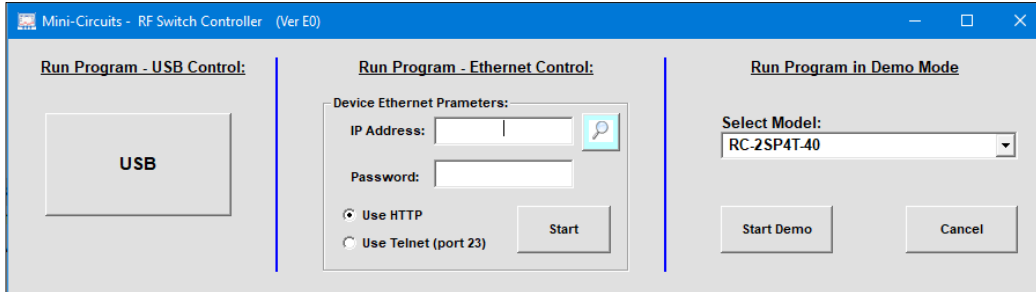 Mini-Circuits - RF Switch Controller (Ver E0)
Run Program - USB Control:
USB
Run Program - Ethernet Control:
Device Ethernet Prameters:
IP Address:
Password:
Use HTTP
Use Telnet (port 23)
Start
Run Program in Demo Mode
Select Model:
RC-2SP4T-40
Start Demo
Cancel